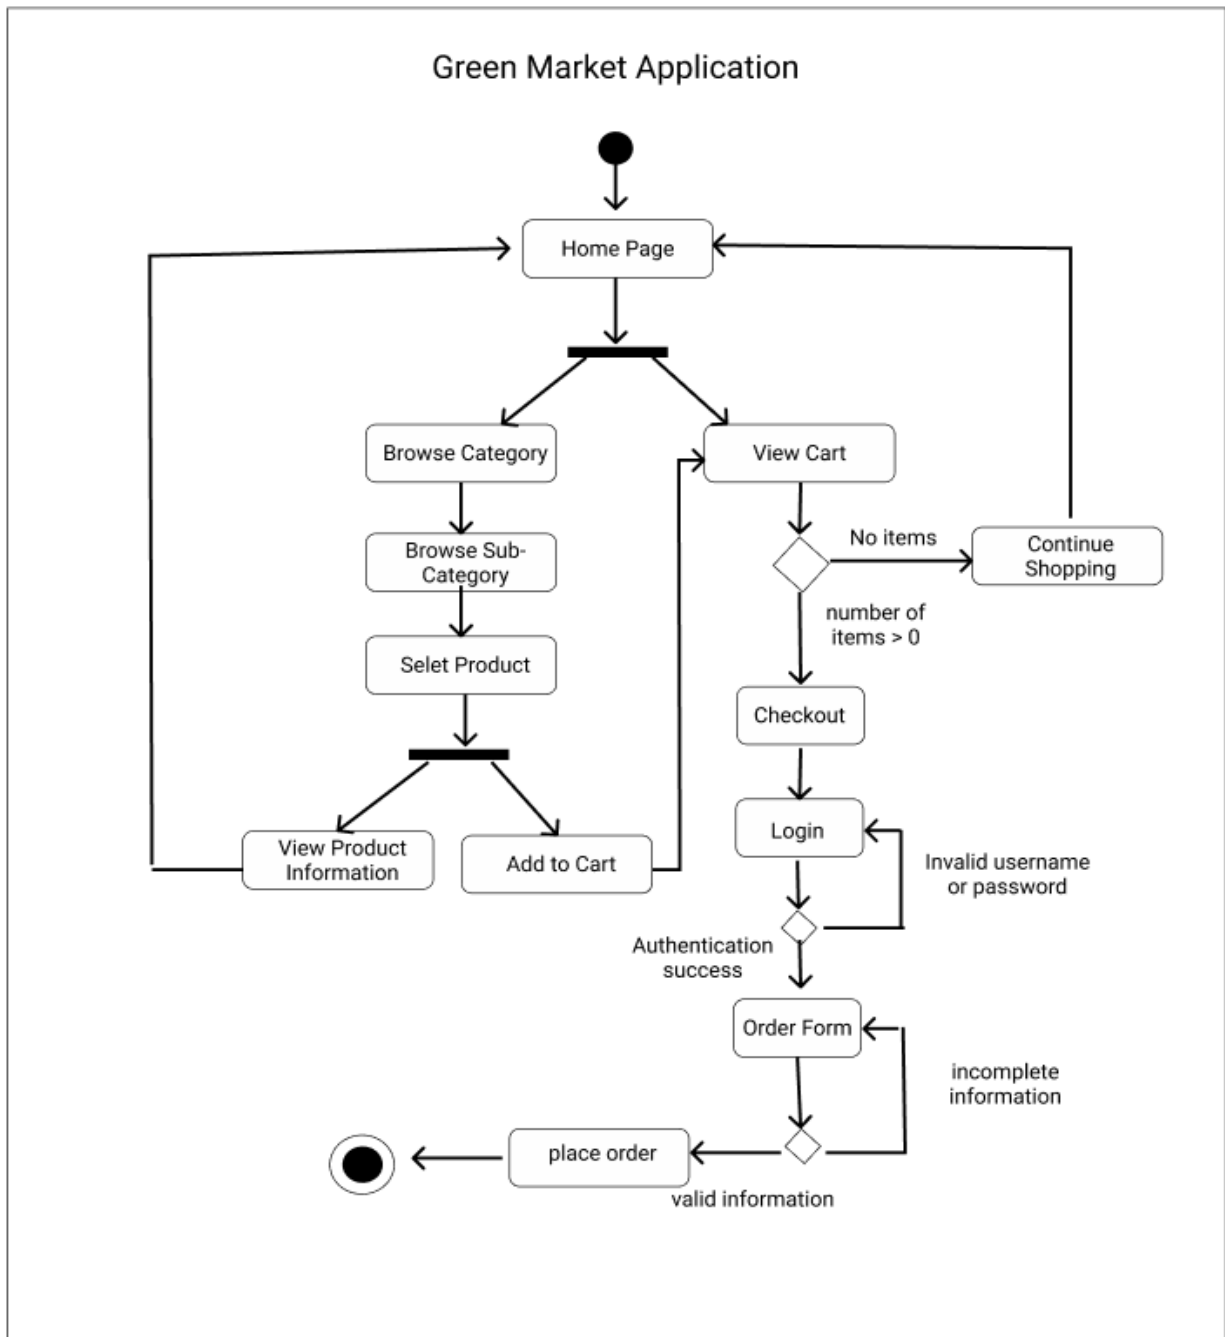 Green Market Application
Home Page
Browse Category
View Cart
Browse Sub-
Category
No items
Continue
Shopping
number of
items > 0
Selet Product
Checkout
View Product
Information
Add to Cart
Login
Invalid username
or password
Authentication
success
Order Form
incomplete
information
place order
valid information